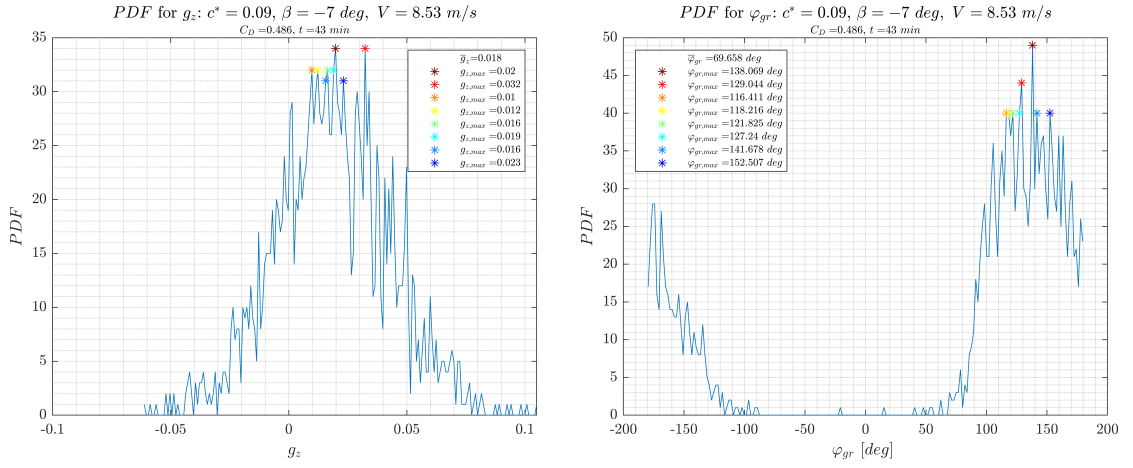 PDF for g_z: c* = 0.09, β = −7 deg, V = 8.53 m/s
C_D =0.486, t =43 min
35
30
25
20
15
10
5
0
PDF
-0.1
-0.05
0
0.05
0.1
g_z
g̅_z=0.018
g_z,max =0.02
g_z,max =0.032
g_z,max =0.01
g_z,max =0.012
g_z,max =0.016
g_z,max =0.019
g_z,max =0.016
g_z,max =0.023
PDF for φ_gr: c* = 0.09, β = −7 deg, V = 8.53 m/s
C_D =0.486, t =43 min
50
45
40
35
30
25
20
15
10
5
0
PDF
-200
-150
-100
-50
0
50
100
150
200
φ_gr [deg]
φ̅_gr=69.658 deg
φ_gr,max =138.069 deg
φ_gr,max =129.044 deg
φ_gr,max =116.411 deg
φ_gr,max =118.216 deg
φ_gr,max =121.825 deg
φ_gr,max =127.24 deg
φ_gr,max =141.678 deg
φ_gr,max =152.507 deg